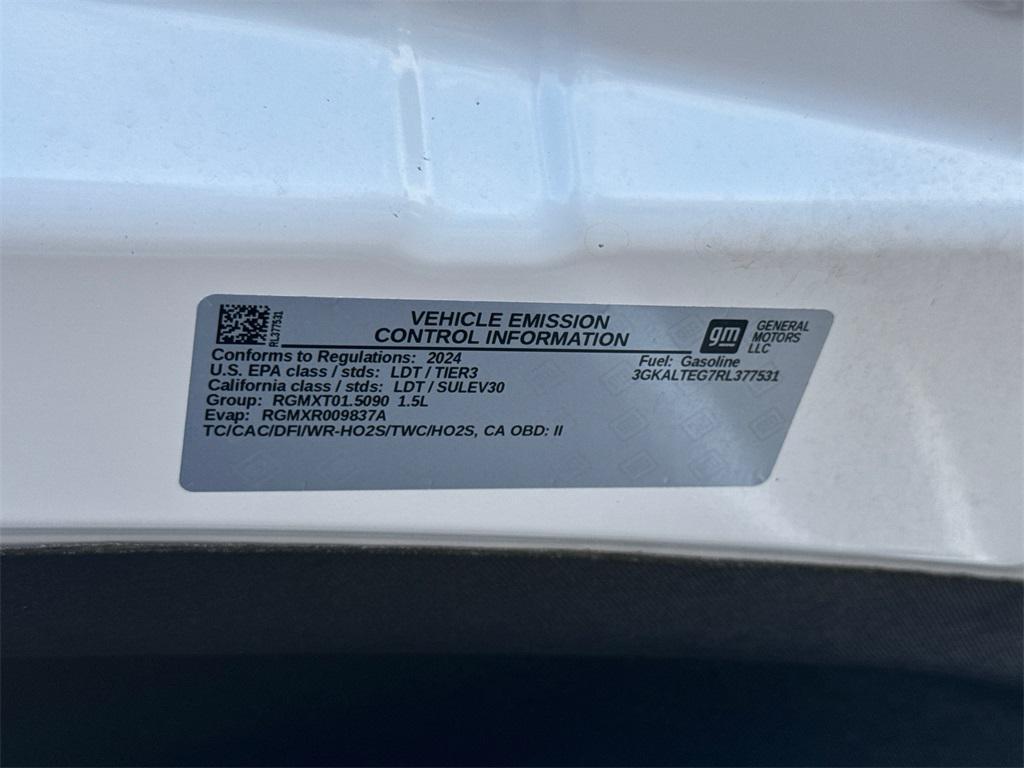 RL377531
VEHICLE EMISSION
CONTROL INFORMATION
gm
GENERAL
MOTORS
LLC
Conforms to Regulations: 2024
U.S. EPA class / stds: LDT / TIER3
California class / stds: LDT / SULEV30
Group: RGMXT01.5090 1.5L
Evap: RGMXR009837A
TC/CAC/DFI/WR-HO2S/TWC/HO2S, CA OBD: II
Fuel: Gasoline
3GKALTEG7RL377531